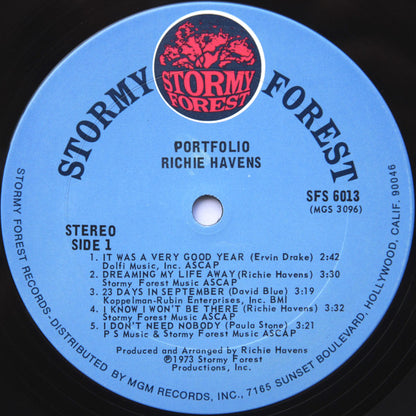 STORMY
FOREST
STORMY FOREST
PORTFOLIO
RICHIE HAVENS
SFS 6013
(MGS 3096)
STEREO
SIDE 1
1. IT WAS A VERY GOOD YEAR (Ervin Drake) 2:42
Dolfi Music, Inc. ASCAP
2. DREAMING MY LIFE AWAY (Richie Havens) 3:30
Stormy Forest Music ASCAP
3. 23 DAYS IN SEPTEMBER (David Blue) 3:19
Koppelman-Rubin Enterprises, Inc. BMI
4. I KNOW I WON'T BE THERE (Richie Havens) 3:32
Stormy Forest Music ASCAP
5. I DON'T NEED NOBODY (Paula Stone) 3:21
P S Music & Stormy Forest Music ASCAP
Produced and Arranged by Richie Havens
℗1973 Stormy Forest
Productions, Inc.
STORMY FOREST RECORDS-DISTRIBUTED BY MGM RECORDS, INC., 7165 SUNSET BOULEVARD, HOLLYWOOD, CALIF. 90046